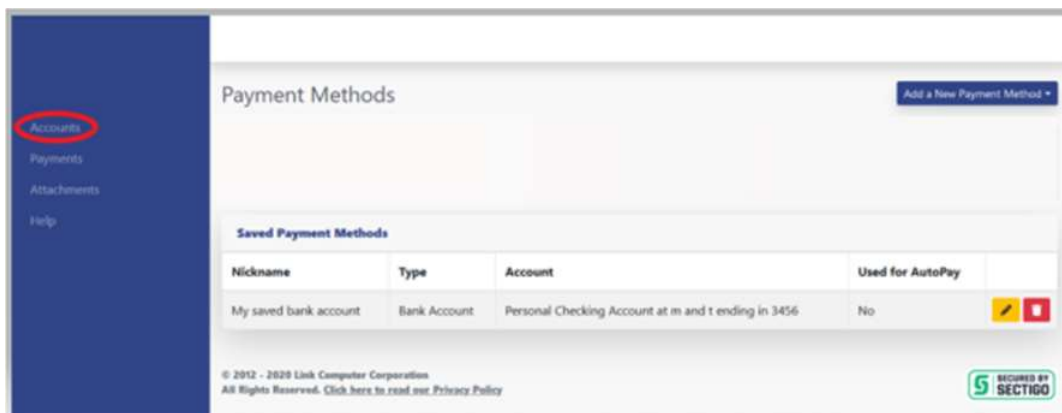 Payment Methods
Add a New Payment Method
Accounts
Payments
Attachments
Help
Saved Payment Methods
Nickname Type Account Used for AutoPay
My saved bank account Bank Account Personal Checking Account at m and t ending in 3456 No
© 2012 - 2020 Link Computer Corporation
All Rights Reserved. Click here to read our Privacy Policy
SECURED BY
SECTIGO